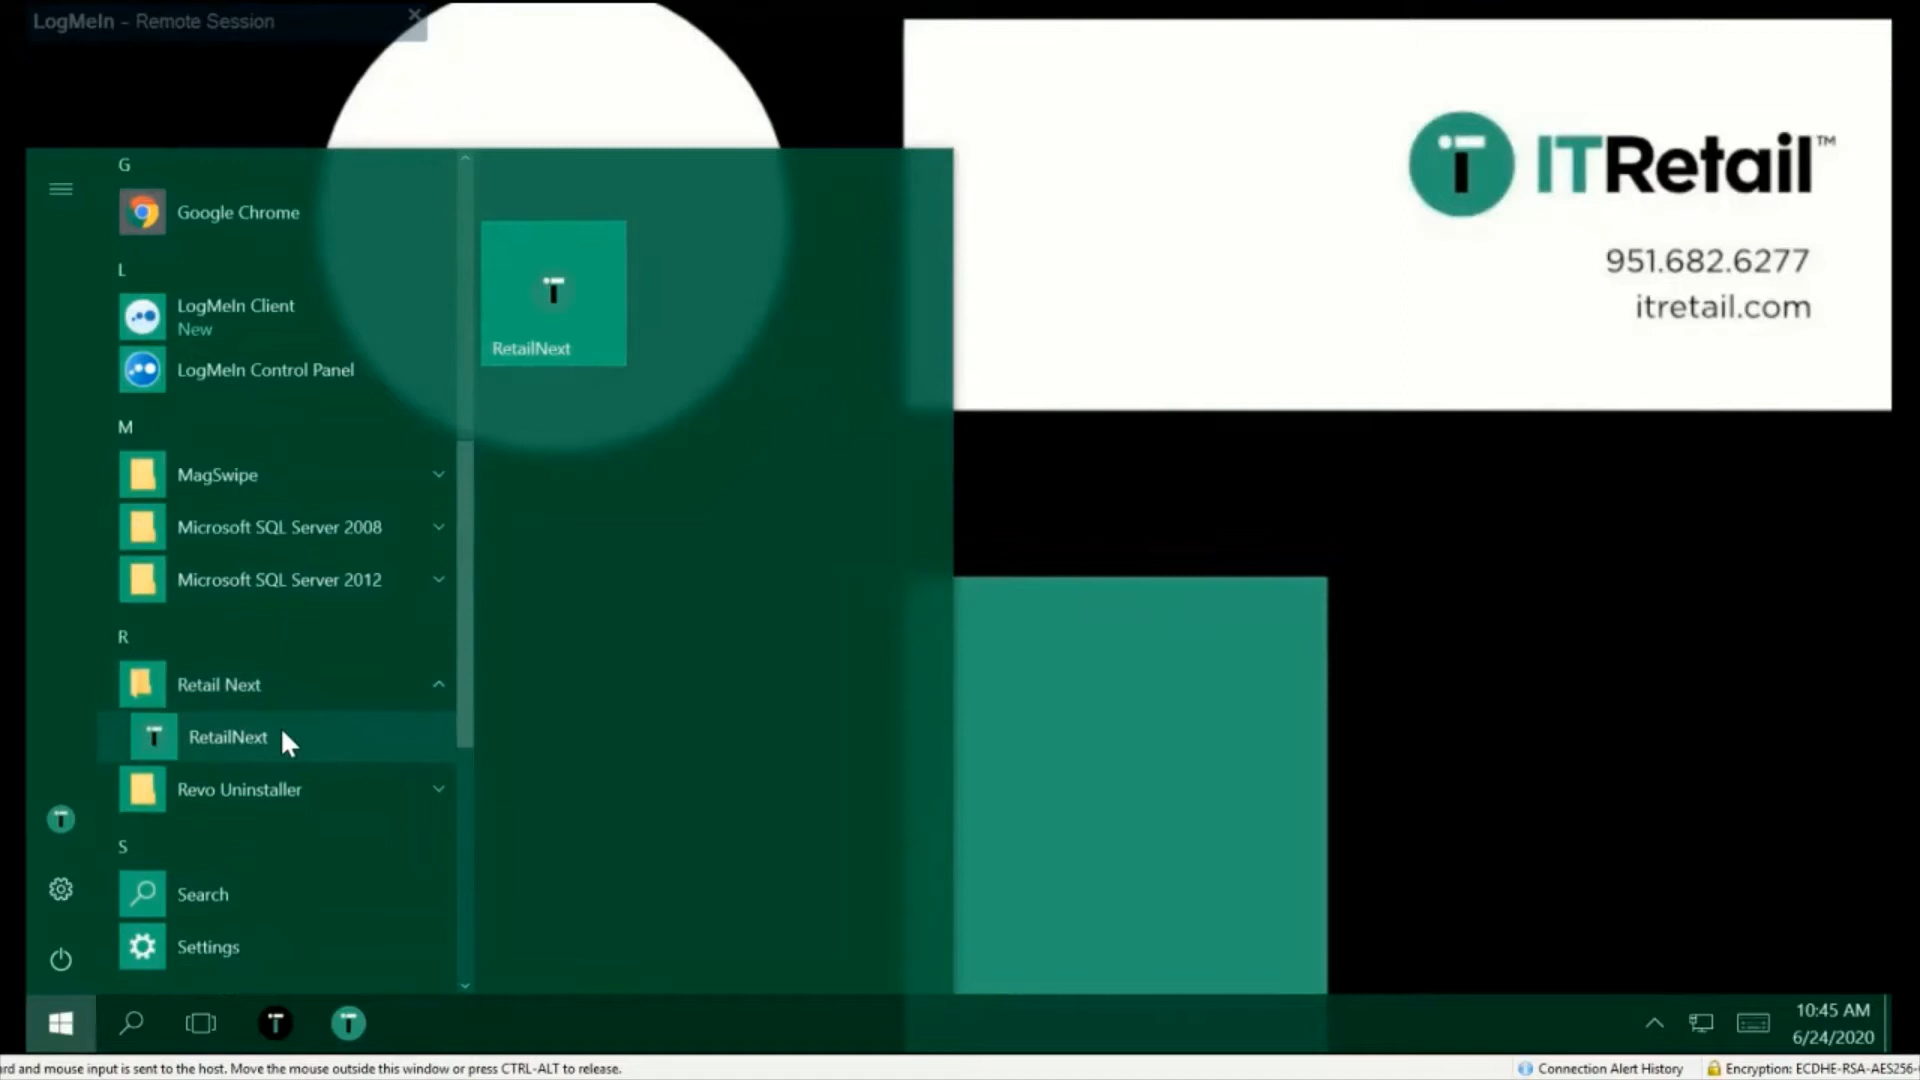 LogMeIn - Remote Session
ITRetail™
951.682.6277
itretail.com
G
Google Chrome
L
LogMeIn Client
New
LogMeIn Control Panel
M
MagSwipe
Microsoft SQL Server 2008
Microsoft SQL Server 2012
R
Retail Next
RetailNext
Revo Uninstaller
S
Search
Settings
RetailNext
10:45 AM
6/24/2020
rd and mouse input is sent to the host. Move the mouse outside this window or press CTRL-ALT to release.
Connection Alert History
Encryption: ECDHE-RSA-AES256-